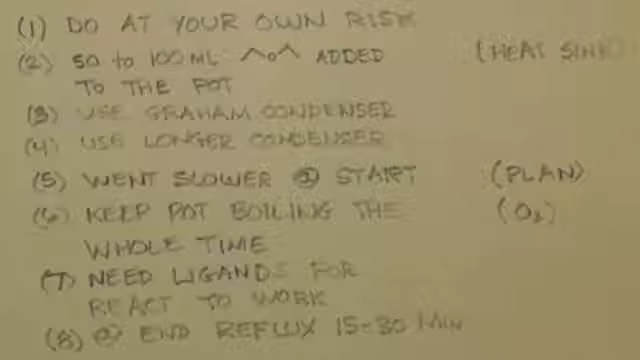 (1) DO AT YOUR OWN RISK
(2) 50 to 100 ML ^o^ ADDED (HEAT SINK)
TO THE POT
(3) USE GRAHAM CONDENSER
(4) USE LONGER CONDENSER
(5) WENT SLOWER @ START (PLAN)
(6) KEEP POT BOILING THE (O₂)
WHOLE TIME
(7) NEED LIGANDS FOR
REACT TO WORK
(8) @ END REFLUX 15-30 MIN